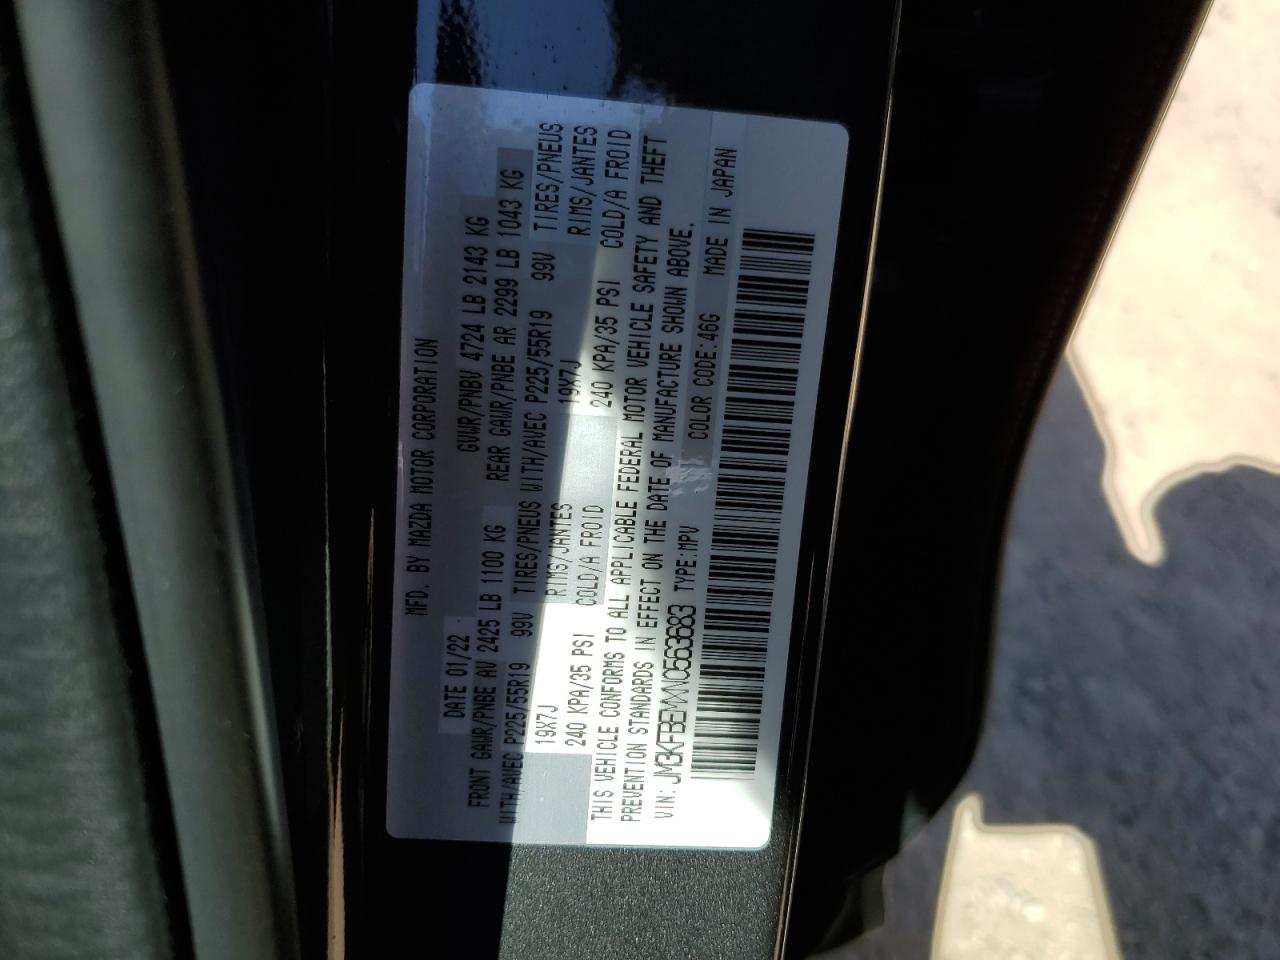 MFD. BY MAZDA MOTOR CORPORATION
DATE 01/22 GVWR/PNBV 4724 LB 2143 KG
FRONT GAWR/PNBE AV 2425 LB 1100 KG REAR GAWR/PNBE AR 2299 LB 1043 KG
WITH/AVEC P225/55R19 99V TIRES/PNEUS WITH/AVEC P225/55R19 99V TIRES/PNEUS
19X7J RIMS/JANTES 19X7J RIMS/JANTES
240 KPA/35 PSI COLD/A FROID 240 KPA/35 PSI COLD/A FROID
THIS VEHICLE CONFORMS TO ALL APPLICABLE FEDERAL MOTOR VEHICLE SAFETY AND THEFT
PREVENTION STANDARDS IN EFFECT ON THE DATE OF MANUFACTURE SHOWN ABOVE.
VIN: JM3KFBEMXN0563683 TYPE:MPV COLOR CODE:46G MADE IN JAPAN